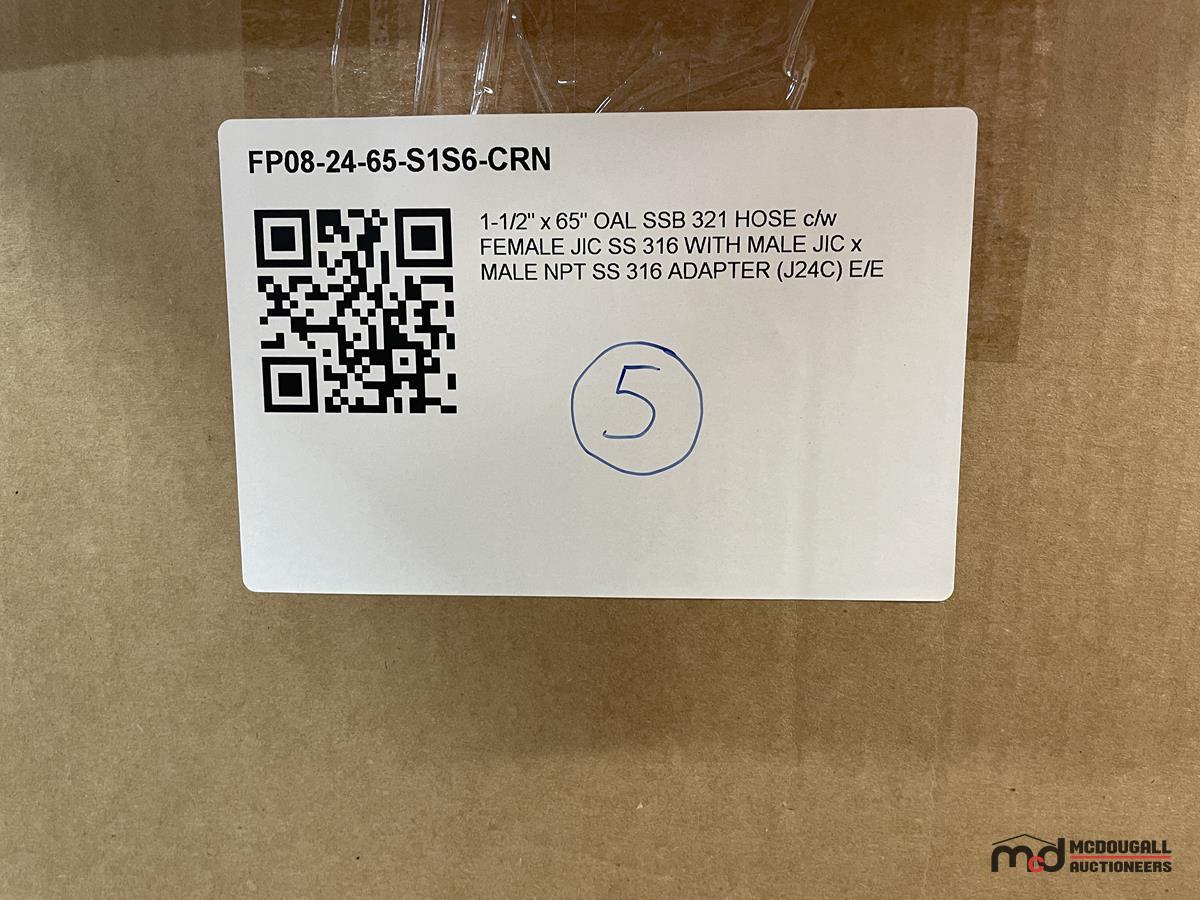 FP08-24-65-S1S6-CRN
1-1/2" x 65" OAL SSB 321 HOSE c/w
FEMALE JIC SS 316 WITH MALE JIC x
MALE NPT SS 316 ADAPTER (J24C) E/E
5
mcd MCDOUGALL
AUCTIONEERS